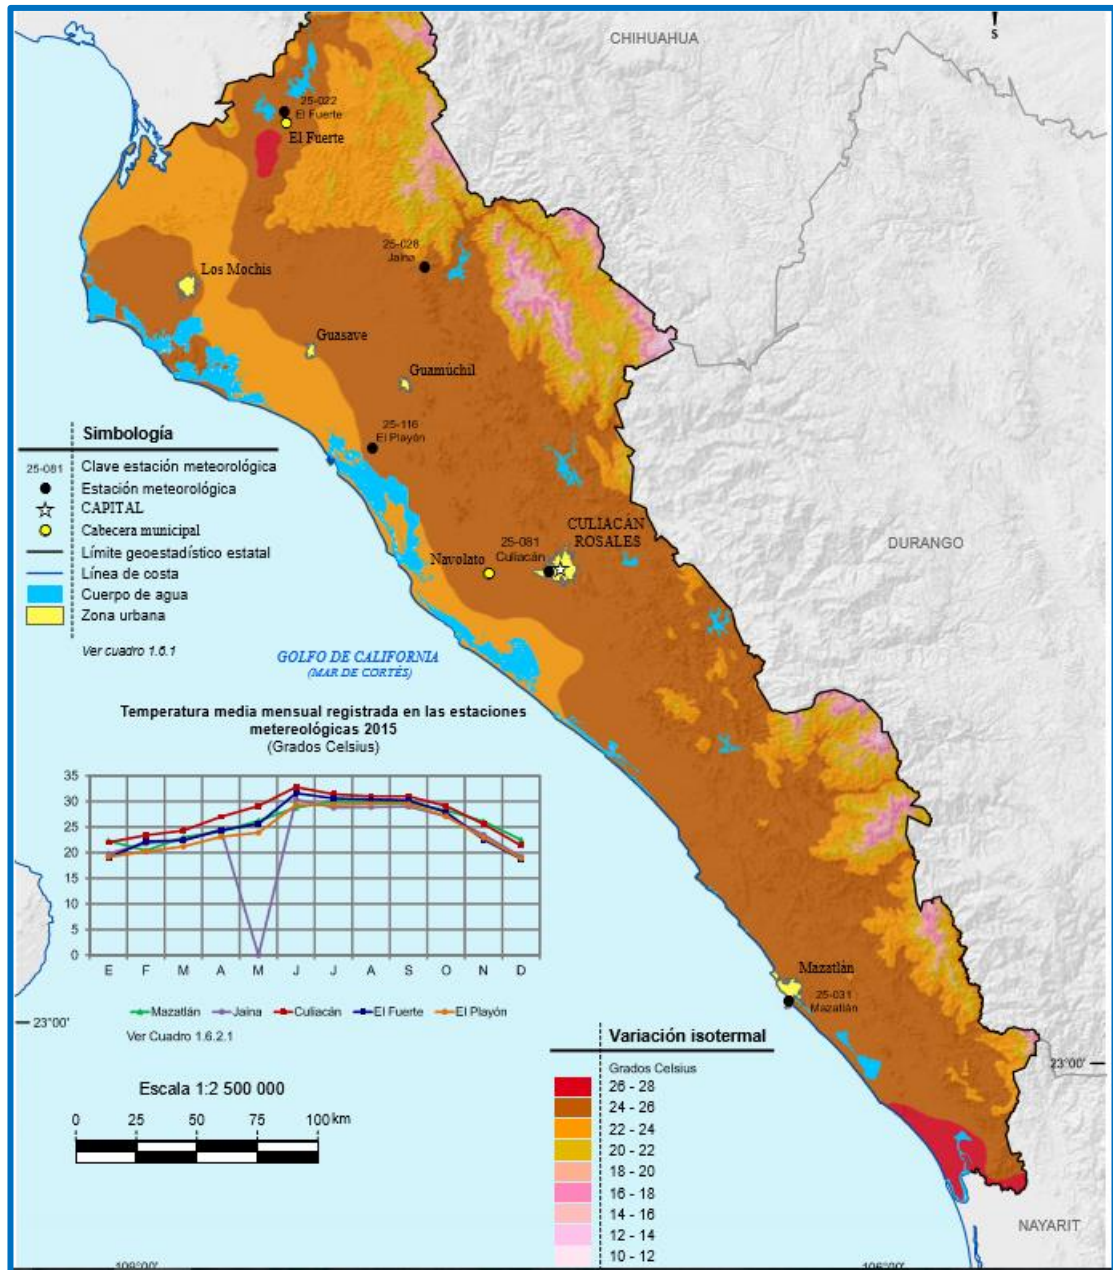 CHIHUAHUA
S
25-022
El Fuerte
El Fuerte
25-028
Jaina
Los Mochis
Guasave
Guamúchil
25-116
El Playón
Simbología
25-081 Clave estación meteorológica
Estación meteorológica
CAPITAL
Cabecera municipal
Límite geoestadístico estatal
Línea de costa
Cuerpo de agua
Zona urbana
Ver cuadro 1.6.1
CULIACÁN
ROSALES
25-081
Culiacán
Navolato
DURANGO
GOLFO DE CALIFORNIA
(MAR DE CORTÉS)
Temperatura media mensual registrada en las estaciones
metereológicas 2015
(Grados Celsius)
35
30
25
20
15
10
5
0
E F M A M J J A S O N D
Mazatlán Jaina Culiacán El Fuerte El Playón
Ver Cuadro 1.6.2.1
Mazatlán
25-031
Mazatlán
23°00'
23°00'
Escala 1:2 500 000
0 25 50 75 100 km
Variación isotermal
Grados Celsius
26 - 28
24 - 26
22 - 24
20 - 22
18 - 20
16 - 18
14 - 16
12 - 14
10 - 12
NAYARIT